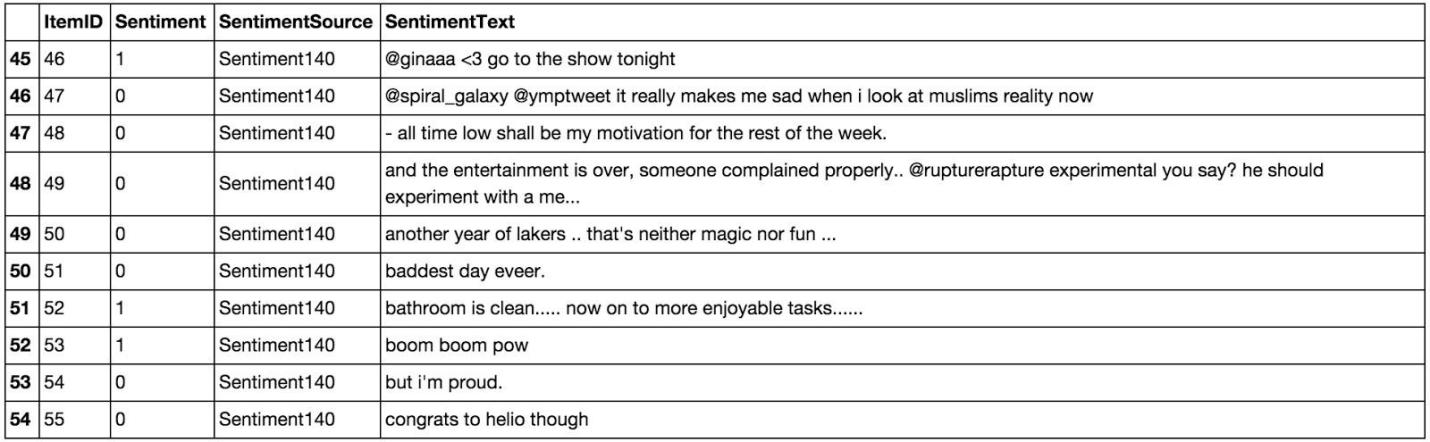 ItemID Sentiment SentimentSource SentimentText
45 46 1 Sentiment140 @ginaaa <3 go to the show tonight
46 47 0 Sentiment140 @spiral_galaxy @ymptweet it really makes me sad when i look at muslims reality now
47 48 0 Sentiment140 - all time low shall be my motivation for the rest of the week.
48 49 0 Sentiment140 and the entertainment is over, someone complained properly.. @rupturerapture experimental you say? he should
experiment with a me...
49 50 0 Sentiment140 another year of lakers .. that's neither magic nor fun ...
50 51 0 Sentiment140 baddest day eveer.
51 52 1 Sentiment140 bathroom is clean..... now on to more enjoyable tasks......
52 53 1 Sentiment140 boom boom pow
53 54 0 Sentiment140 but i'm proud.
54 55 0 Sentiment140 congrats to helio though